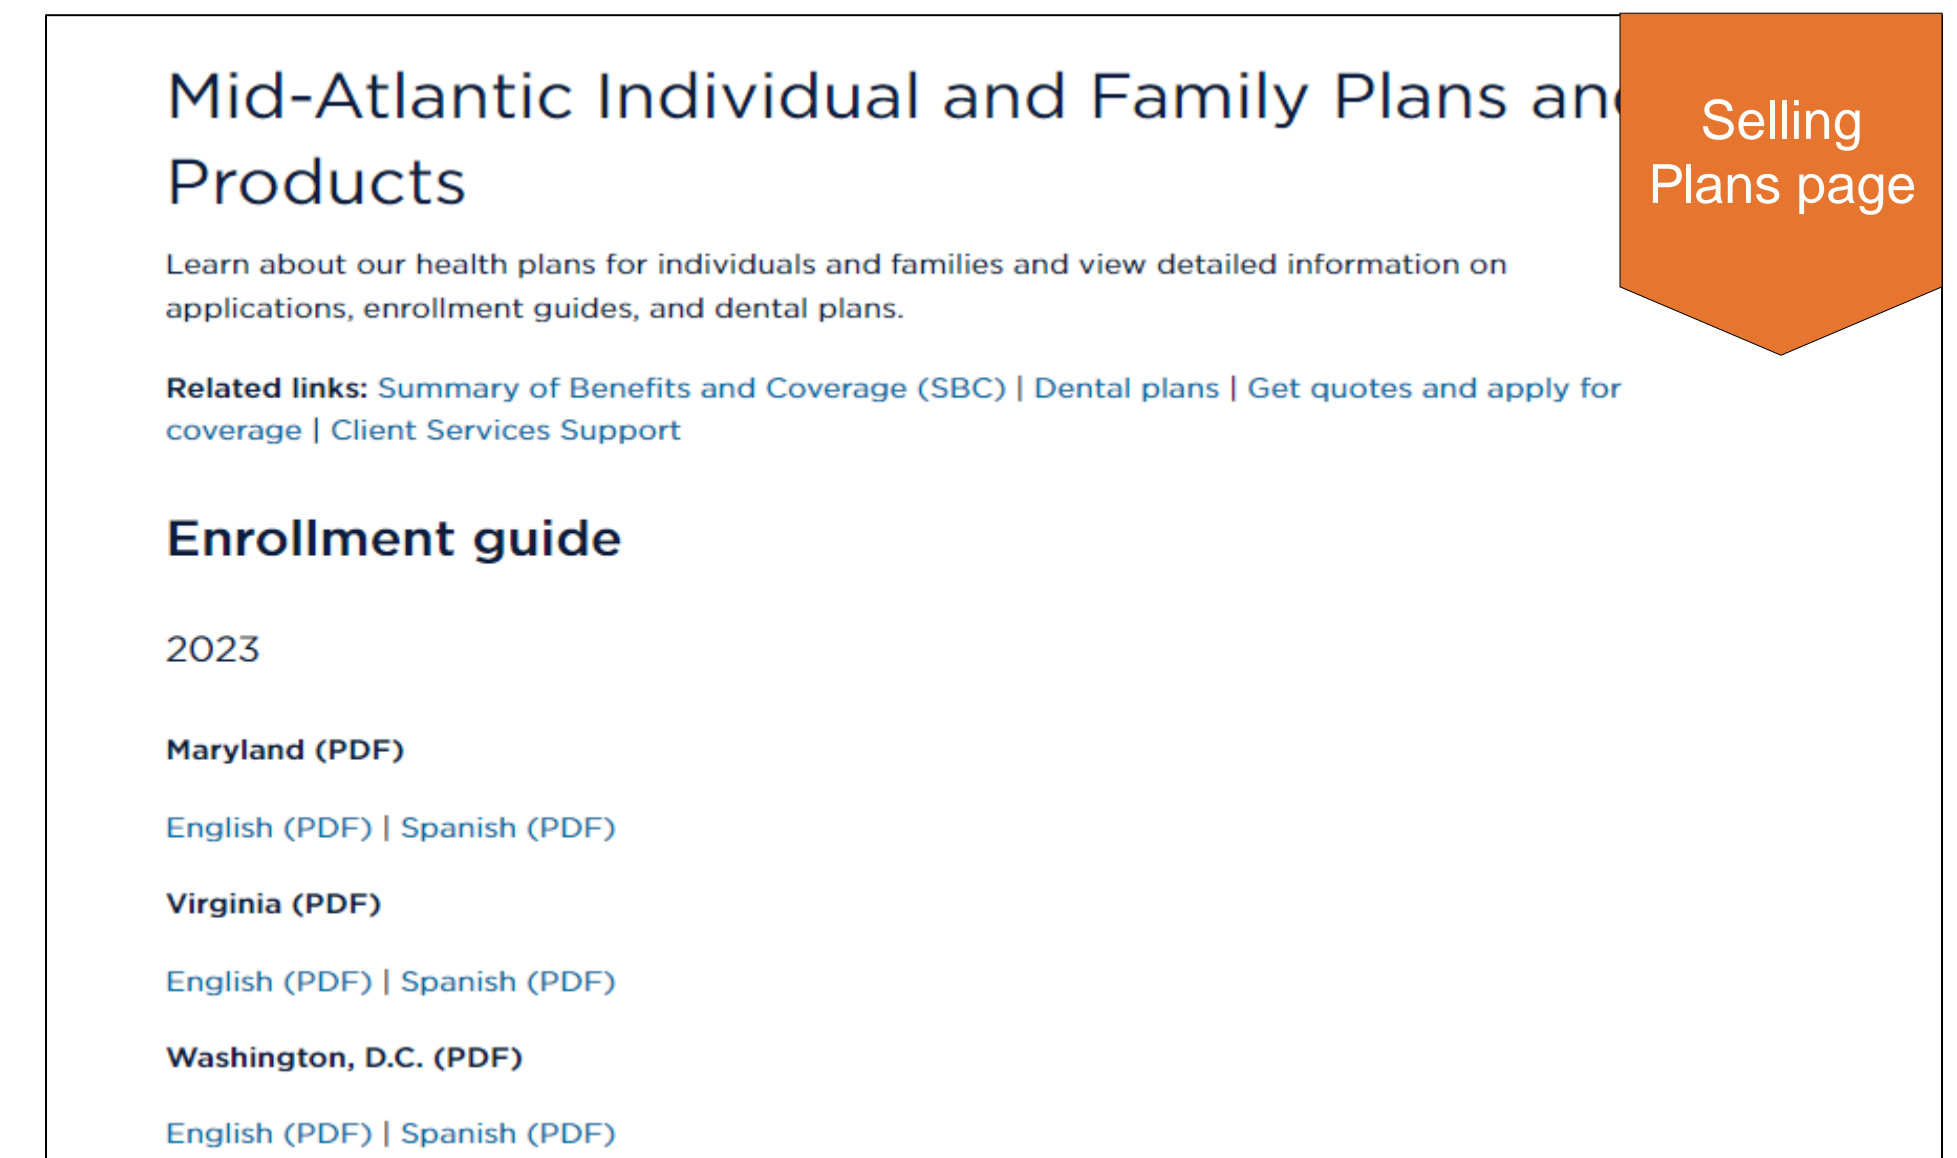 Mid-Atlantic Individual and Family Plans an
Products
Selling
Plans page
Learn about our health plans for individuals and families and view detailed information on
applications, enrollment guides, and dental plans.
Related links: Summary of Benefits and Coverage (SBC) | Dental plans | Get quotes and apply for
coverage | Client Services Support
Enrollment guide
2023
Maryland (PDF)
English (PDF) | Spanish (PDF)
Virginia (PDF)
English (PDF) | Spanish (PDF)
Washington, D.C. (PDF)
English (PDF) | Spanish (PDF)